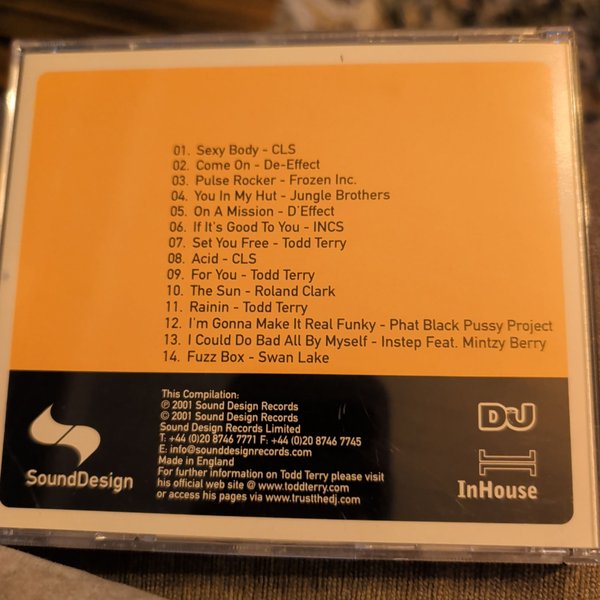 01. Sexy Body - CLS
02. Come On - De-Effect
03. Pulse Rocker - Frozen Inc.
04. You In My Hut - Jungle Brothers
05. On A Mission - D'Effect
06. If It's Good To You - INCS
07. Set You Free - Todd Terry
08. Acid - CLS
09. For You - Todd Terry
10. The Sun - Roland Clark
11. Rainin - Todd Terry
12. I'm Gonna Make It Real Funky - Phat Black Pussy Project
13. I Could Do Bad All By Myself - Instep Feat. Mintzy Berry
14. Fuzz Box - Swan Lake
This Compilation:
℗ 2001 Sound Design Records
© 2001 Sound Design Records
Sound Design Records Limited
T: +44 (0)20 8746 7771 F: +44 (0)20 8746 7745
E: info@sounddesignrecords.com
Made in England
For further information on Todd Terry please visit
his official web site @ www.toddterry.com
or access his pages via www.trustthedj.com
SoundDesign
DJ
InHouse